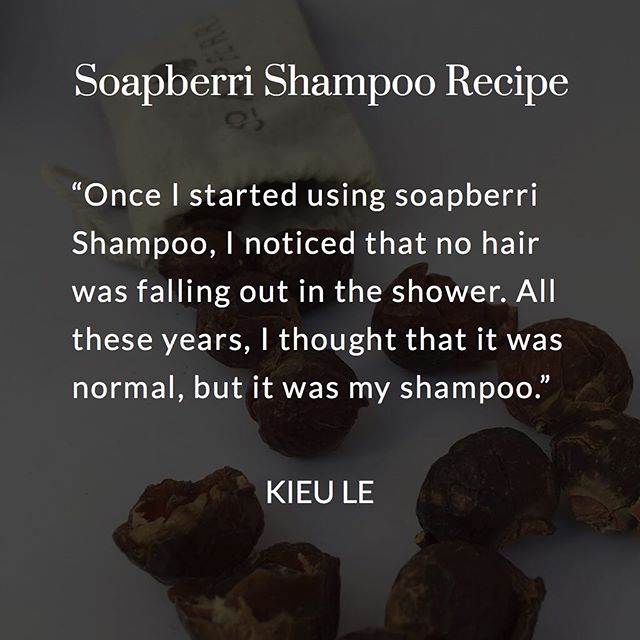 Soapberri Shampoo Recipe
“Once I started using soapberri
Shampoo, I noticed that no hair
was falling out in the shower. All
these years, I thought that it was
normal, but it was my shampoo.”
KIEU LE